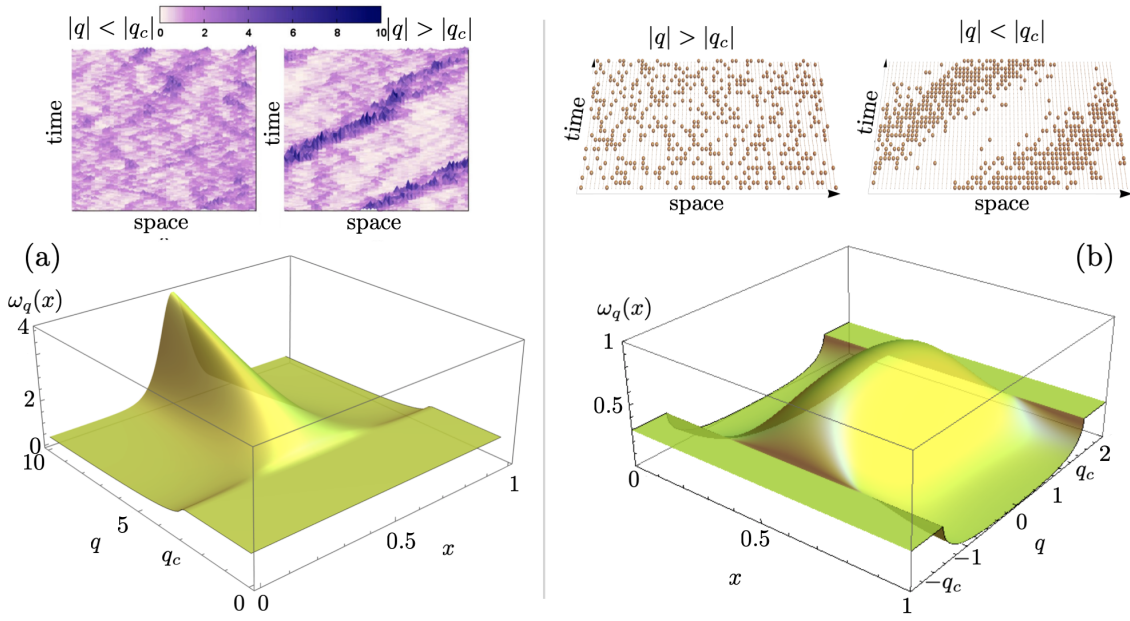 |q| < |q_c|
0 2 4 6 8 10
|q| > |q_c|
time
time
space
space
(a)
ω_q(x)
4
2
0
10
5
q
q_c
0
0
0.5
x
1
|q| > |q_c|
|q| < |q_c|
time
time
space
space
(b)
ω_q(x)
1
0.5
0
0.5
x
1
−q_c
−1
0
q
1
q_c
2